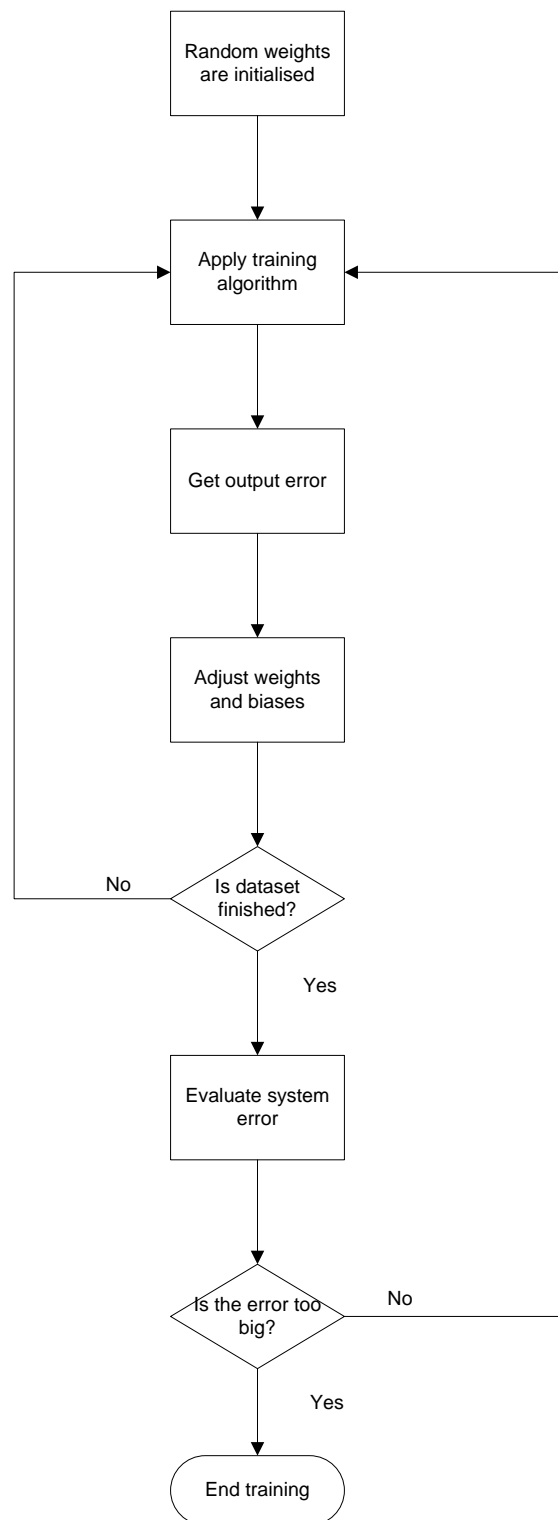 Random weights
are initialised
Apply training
algorithm
Get output error
Adjust weights
and biases
Is dataset
finished?
No
Yes
Evaluate system
error
Is the error too
big?
No
Yes
End training